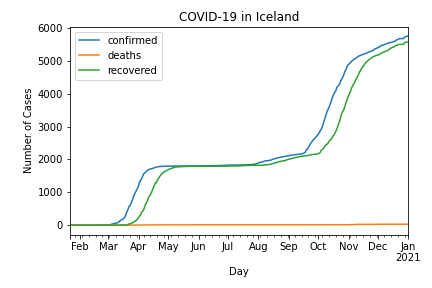 COVID-19 in Iceland
confirmed
deaths
recovered
Number of Cases
6000
5000
4000
3000
2000
1000
0
Feb Mar Apr May Jun Jul Aug Sep Oct Nov Dec Jan
2021
Day